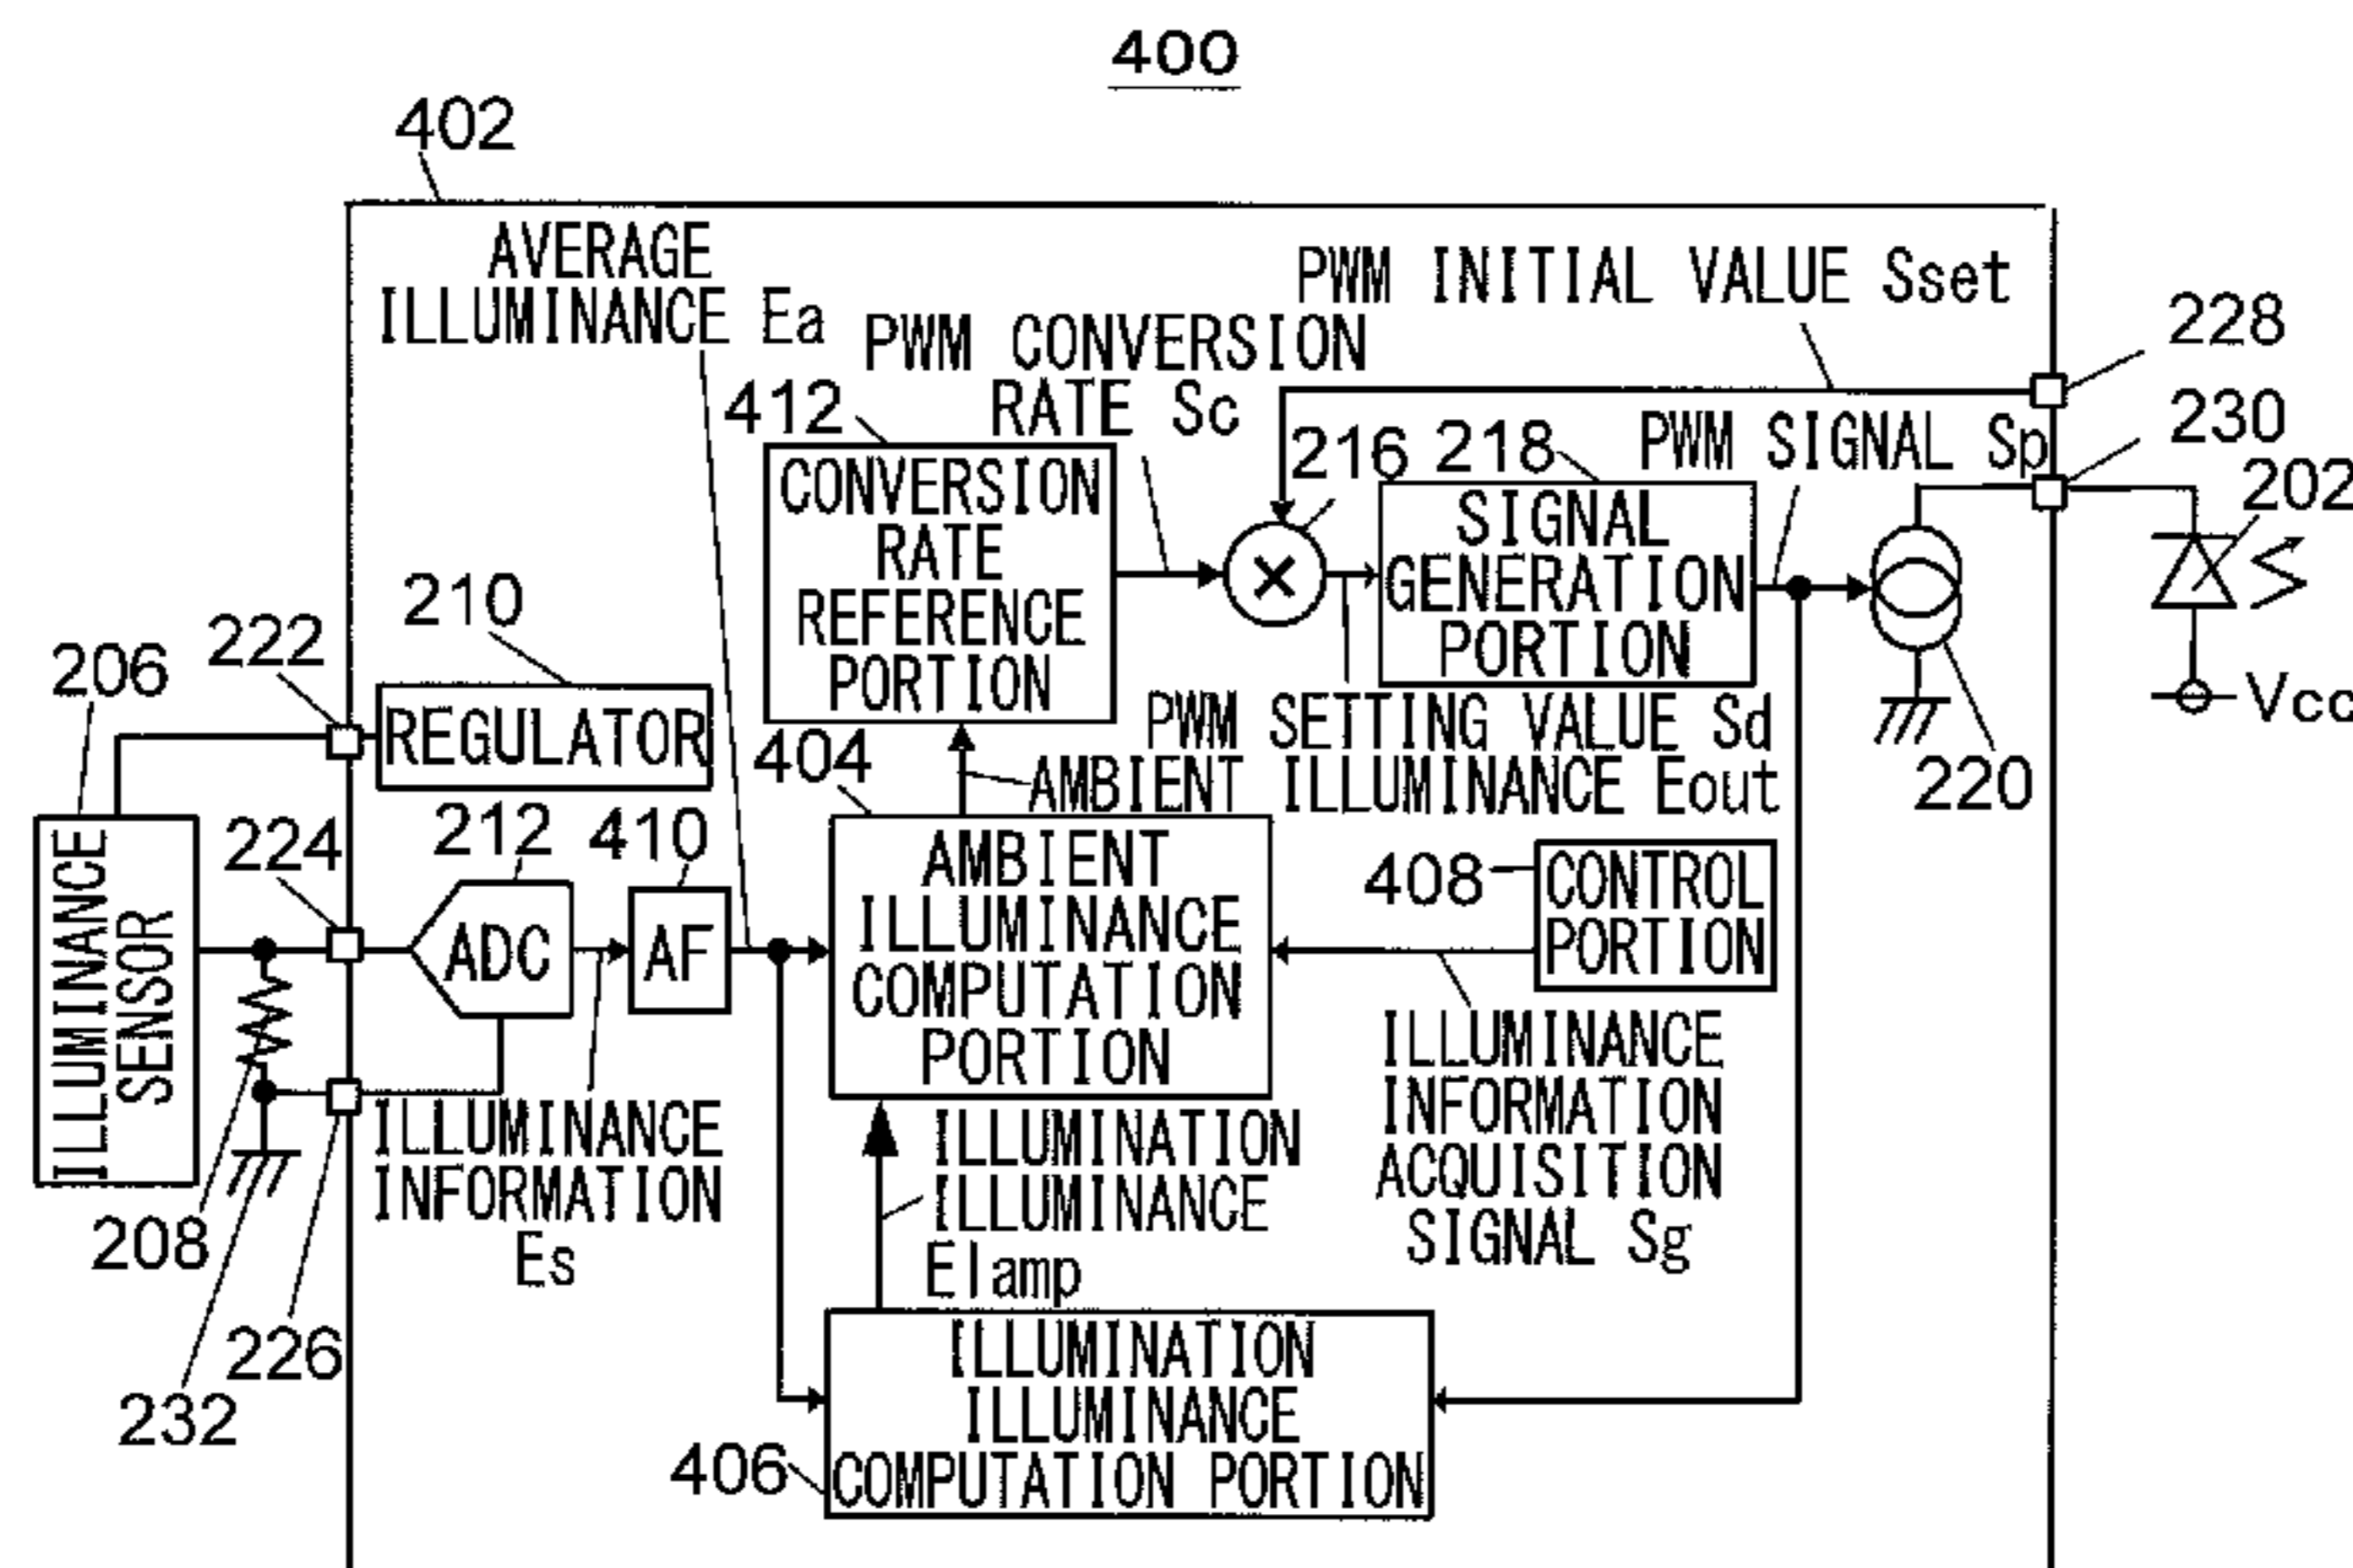 400
402
AVERAGE
ILLUMINANCE Ea
PWM INITIAL VALUE Sset
228
PWM CONVERSION
RATE Sc
412
230
216
218
PWM SIGNAL Sp
202
CONVERSION
RATE
REFERENCE
PORTION
×
SIGNAL
GENERATION
PORTION
206
222
210
REGULATOR
Vcc
PWM SETTING VALUE Sd
404
AMBIENT ILLUMINANCE Eout
220
224
212
410
ILLUMINANCE
SENSOR
ADC
AF
AMBIENT
ILLUMINANCE
COMPUTATION
PORTION
408
CONTROL
PORTION
ILLUMINANCE
INFORMATION
Es
ILLUMINATION
ILLUMINANCE
Elamp
ILLUMINANCE
INFORMATION
ACQUISITION
SIGNAL Sg
208
226
232
ILLUMINATION
ILLUMINANCE
COMPUTATION PORTION
406